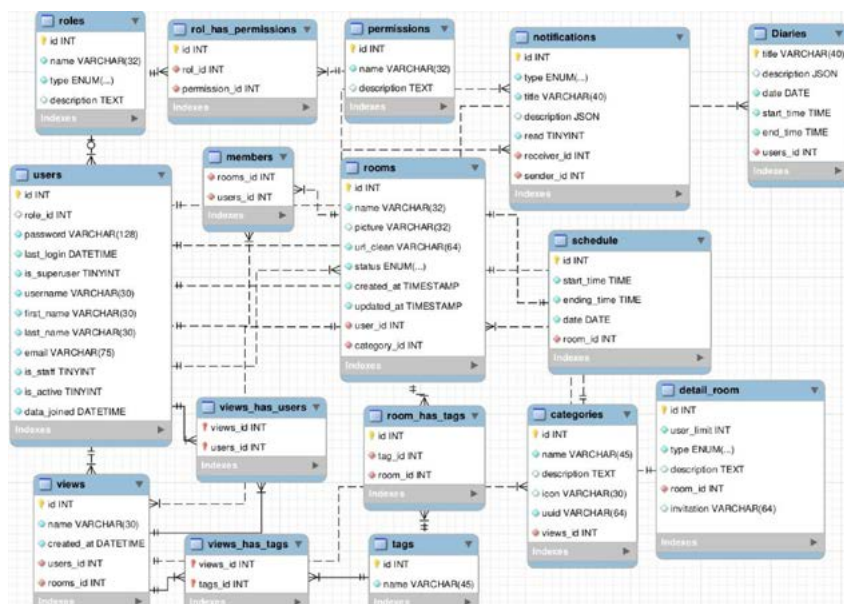 roles
id INT
name VARCHAR(32)
type ENUM(...)
description TEXT
Indexes
rol_has_permissions
id INT
rol_id INT
permission_id INT
Indexes
permissions
id INT
name VARCHAR(32)
description TEXT
Indexes
notifications
id INT
type ENUM(...)
title VARCHAR(40)
description JSON
read TINYINT
receiver_id INT
sender_id INT
Indexes
Diaries
title VARCHAR(40)
description JSON
date DATE
start_time TIME
end_time TIME
users_id INT
Indexes
users
id INT
role_id INT
password VARCHAR(128)
last_login DATETIME
is_superuser TINYINT
username VARCHAR(30)
first_name VARCHAR(30)
last_name VARCHAR(30)
email VARCHAR(75)
is_staff TINYINT
is_active TINYINT
data_joined DATETIME
Indexes
members
rooms_id INT
users_id INT
Indexes
rooms
id INT
name VARCHAR(32)
picture VARCHAR(32)
url_clean VARCHAR(64)
status ENUM(...)
created_at TIMESTAMP
updated_at TIMESTAMP
user_id INT
category_id INT
Indexes
schedule
id INT
start_time TIME
ending_time TIME
date DATE
room_id INT
Indexes
views_has_users
views_id INT
users_id INT
Indexes
room_has_tags
id INT
tag_id INT
room_id INT
Indexes
categories
id INT
name VARCHAR(45)
description TEXT
icon VARCHAR(30)
uuid VARCHAR(64)
views_id INT
Indexes
detail_room
id INT
user_limit INT
type ENUM(...)
description TEXT
room_id INT
invitation VARCHAR(64)
Indexes
views
id INT
name VARCHAR(30)
created_at DATETIME
users_id INT
rooms_id INT
Indexes
views_has_tags
views_id INT
tags_id INT
Indexes
tags
id INT
name VARCHAR(45)
Indexes